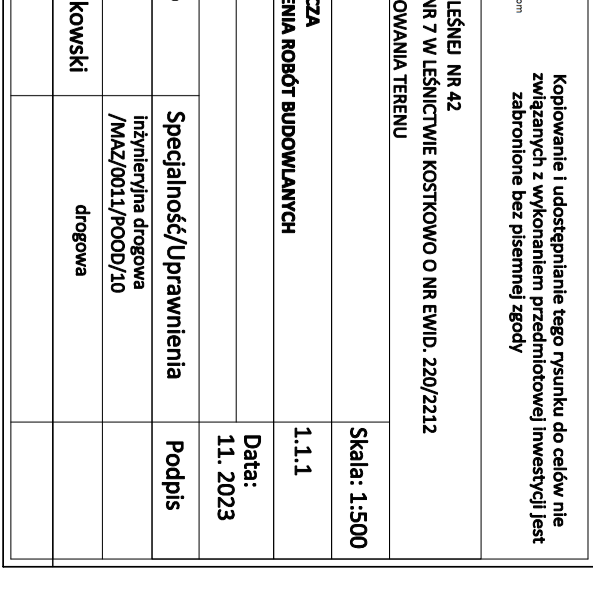 Kopiowanie i udostępnianie tego rysunku do celów nie
związanych z wykonaniem przedmiotowej inwestycji jest
zabronione bez pisemnej zgody
LEŚNEJ NR 42
NR 7 W LEŚNICTWIE KOSTKOWO O NR EWID. 220/2212
OWANIA TERENU
Skala: 1:500
CZA
ENIA ROBÓT BUDOWLANYCH
1.1.1
Data:
11. 2023
Specjalność/Uprawnienia
Podpis
inżynieryjna drogowa
/MAZ/0011/POOD/10
kowski
drogowa